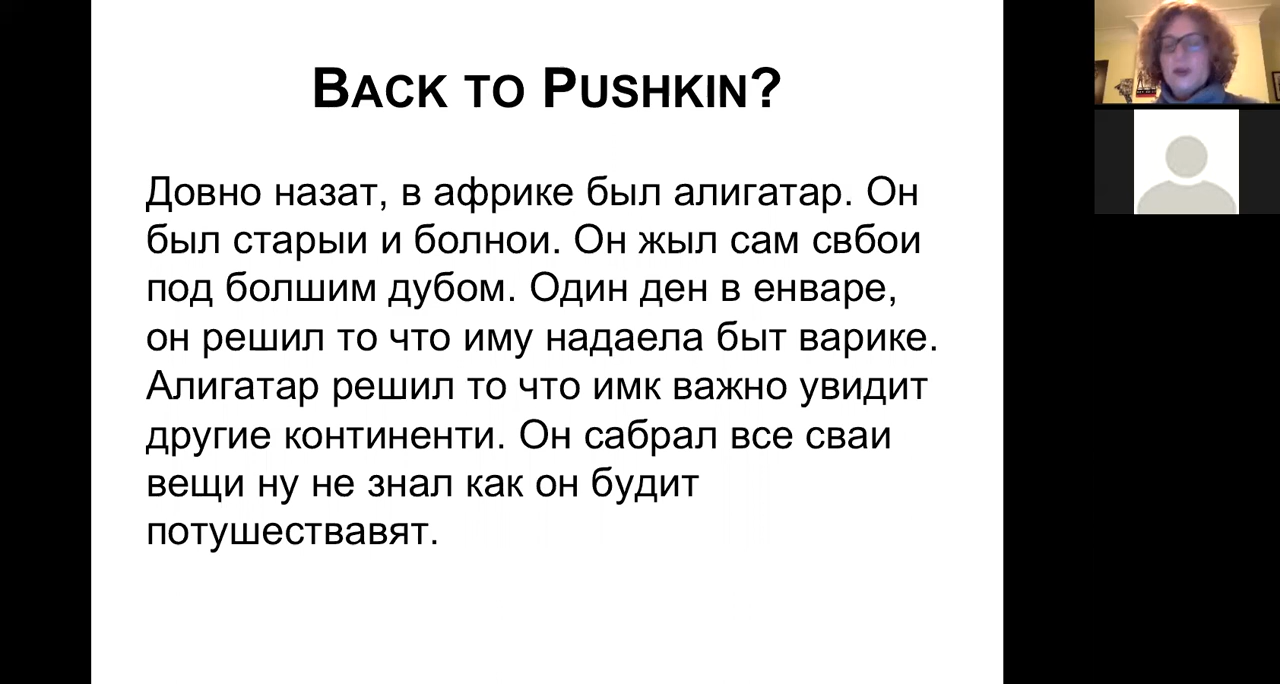 BACK TO PUSHKIN?
Довно назат, в африке был алигатар. Он
был старыи и болнои. Он жыл сам свбои
под болшим дубом. Один ден в енваре,
он решил то что иму надаела быт варике.
Алигатар решил то что имк важно увидит
другие континенти. Он сабрал все сваи
вещи ну не знал как он будит
потушествавят.